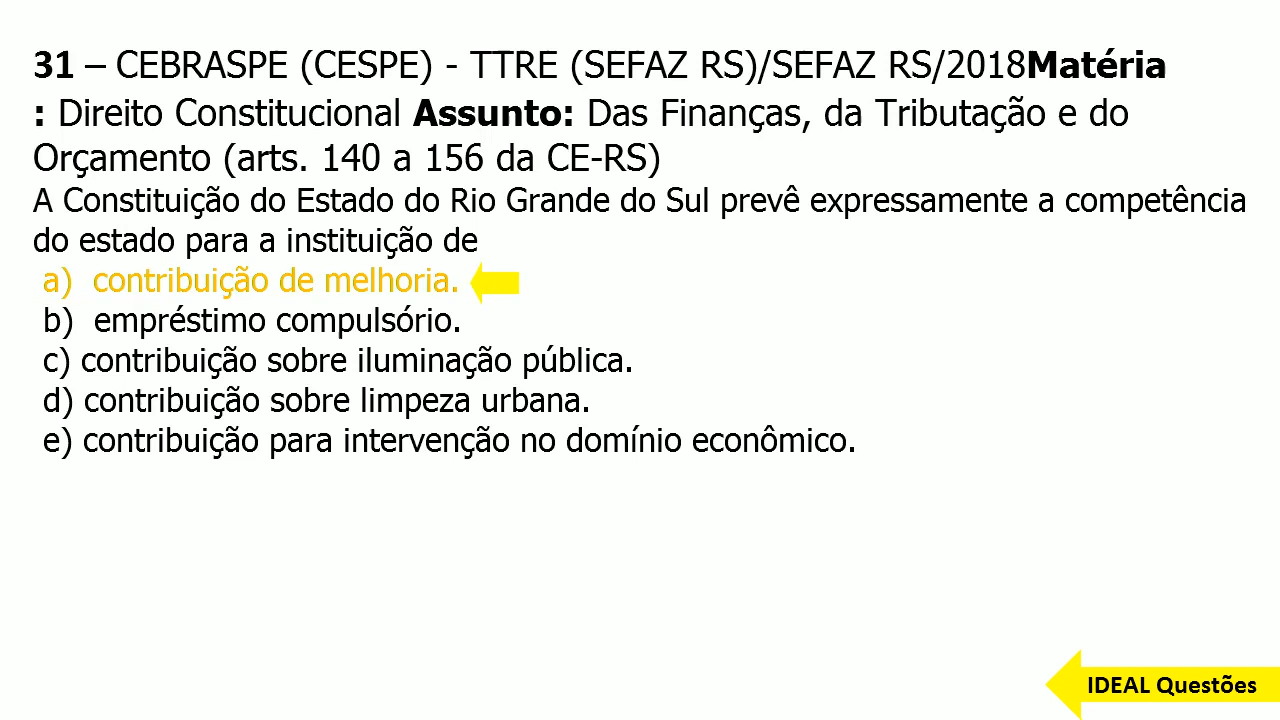 31 – CEBRASPE (CESPE) - TTRE (SEFAZ RS)/SEFAZ RS/2018Matéria
: Direito Constitucional Assunto: Das Finanças, da Tributação e do
Orçamento (arts. 140 a 156 da CE-RS)
A Constituição do Estado do Rio Grande do Sul prevê expressamente a competência
do estado para a instituição de
a) contribuição de melhoria.
b) empréstimo compulsório.
c) contribuição sobre iluminação pública.
d) contribuição sobre limpeza urbana.
e) contribuição para intervenção no domínio econômico.
IDEAL Questões